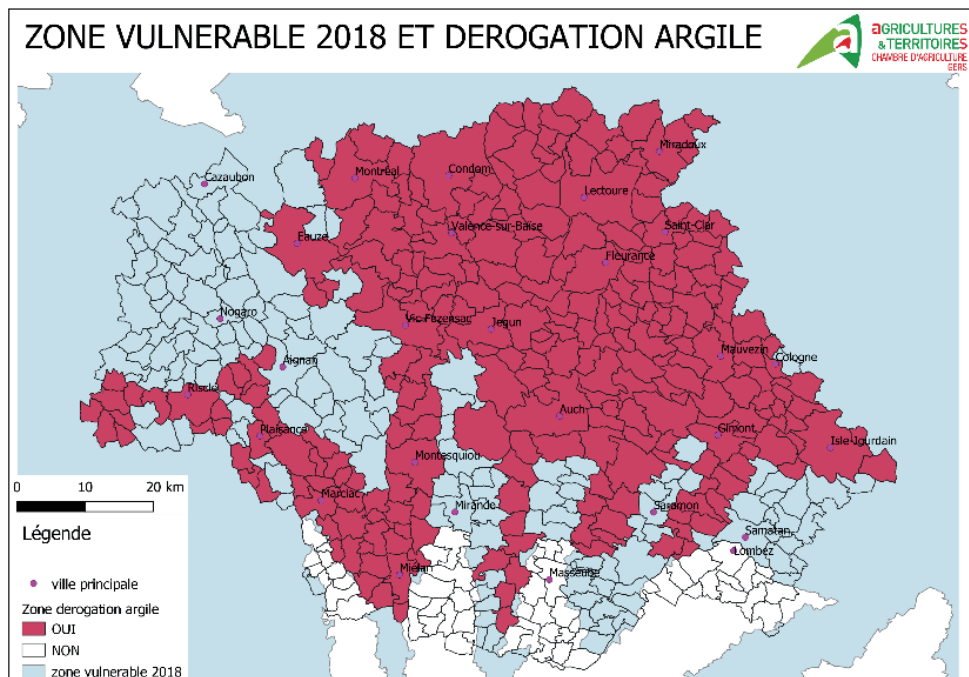 ZONE VULNERABLE 2018 ET DEROGATION ARGILE
aGRICULTURES
& TERRITOIRES
CHAMBRE D'AGRICULTURE
GERS
Miradoux
Cazaubon
Montréal
Condom
Lectoure
Eauze
Valence-sur-Baïse
Saint-Clar
Fleurance
Nogaro
Vic-Fezensac
Jegun
Aignan
Mauvezin
Cologne
Riscle
Plaisance
Auch
Gimont
Isle-Jourdain
Montesquiou
Marciac
Mirande
Saramon
Samatan
Lombez
Miélan
Masseube
0 10 20 km
Légende
ville principale
Zone derogation argile
OUI
NON
zone vulnerable 2018